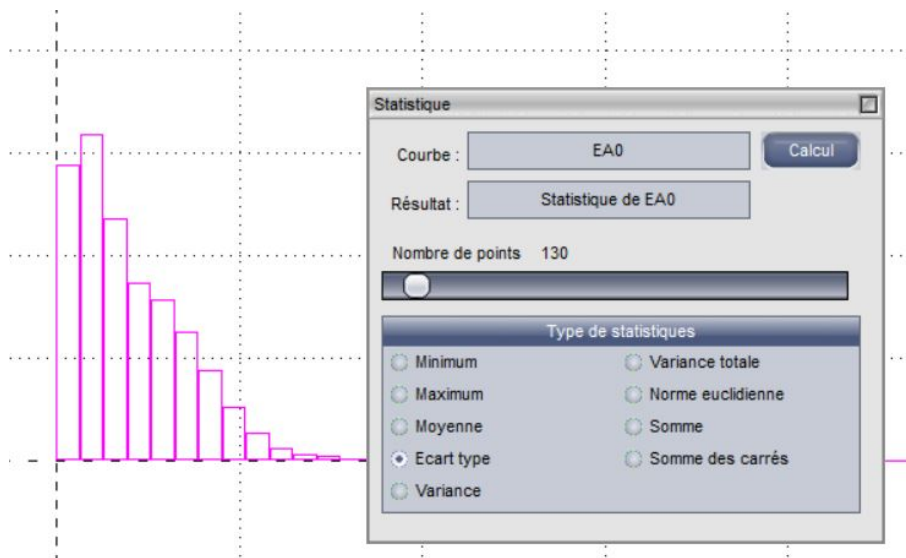 Statistique
Courbe : EA0 Calcul
Résultat : Statistique de EA0
Nombre de points 130
Type de statistiques
Minimum Variance totale
Maximum Norme euclidienne
Moyenne Somme
Ecart type Somme des carrés
Variance